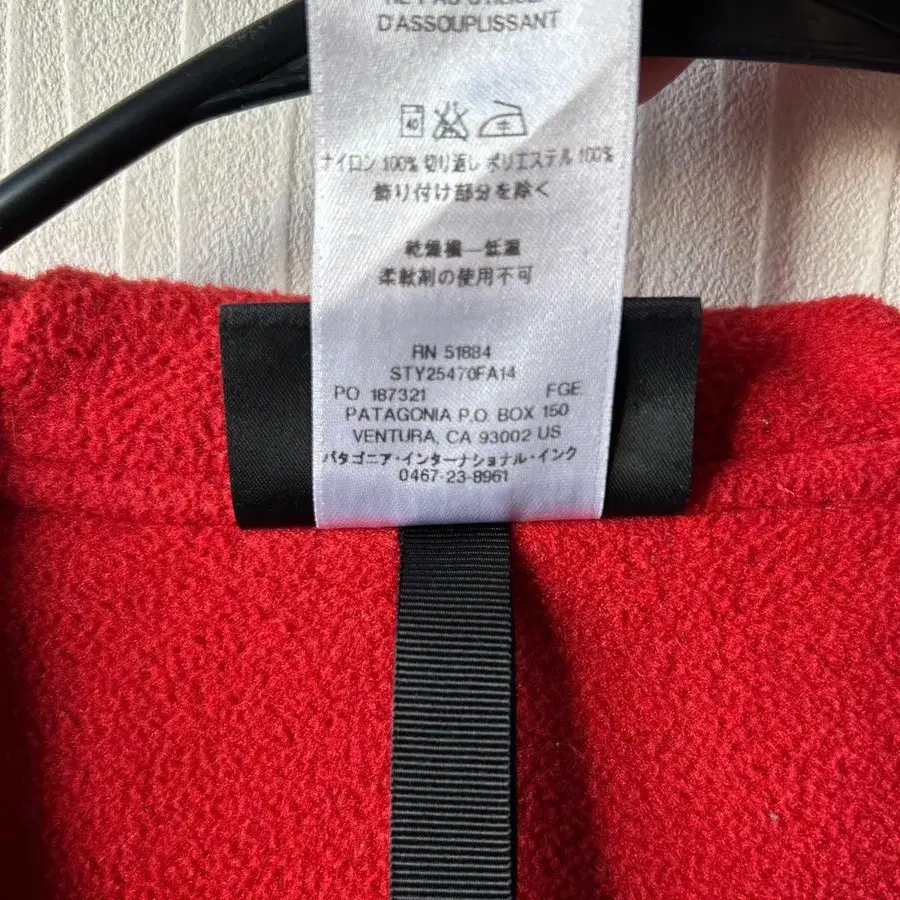 D'ASSOUPLISSANT
40
ナイロン 100% 切り返し ポリエステル 100%
飾り付け部分を除く
乾燥機—低温
柔軟剤の使用不可
RN 51884
STY25470FA14
PO 187321 FGE
PATAGONIA P.O. BOX 150
VENTURA, CA 93002 US
パタゴニア・インターナショナル・インク
0467-23-8961